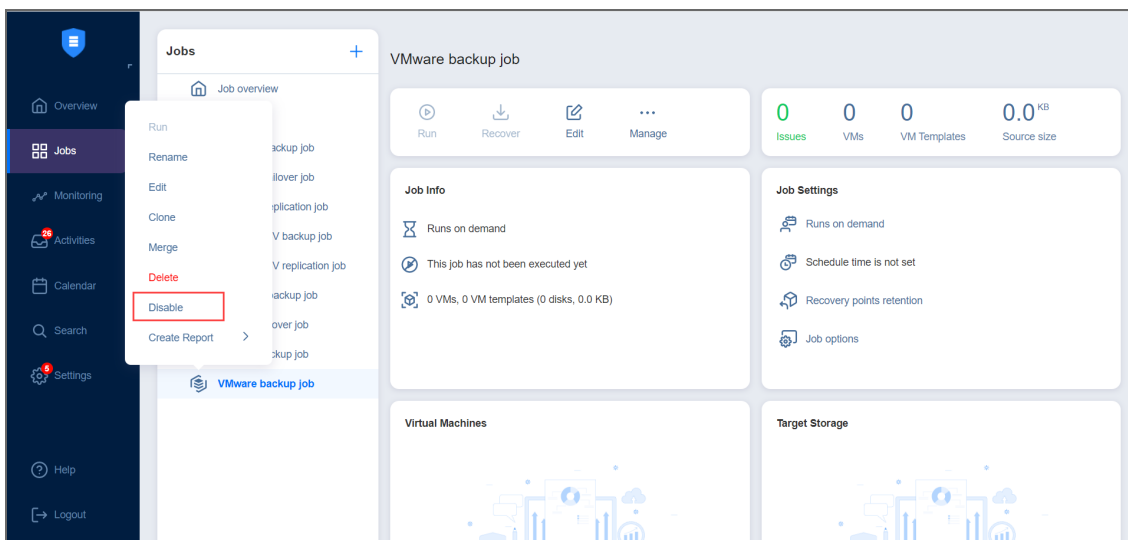 Overview
Jobs
Monitoring
26
Activities
Calendar
Search
5
Settings
Help
Logout
Jobs
Job overview
ackup job
ilover job
eplication job
V backup job
V replication job
backup job
over job
ckup job
VMware backup job
Run
Rename
Edit
Clone
Merge
Delete
Disable
Create Report
VMware backup job
Run
Recover
Edit
Manage
0
Issues
0
VMs
0
VM Templates
0.0 KB
Source size
Job Info
Runs on demand
This job has not been executed yet
0 VMs, 0 VM templates (0 disks, 0.0 KB)
Job Settings
Runs on demand
Schedule time is not set
Recovery points retention
Job options
Virtual Machines
Target Storage